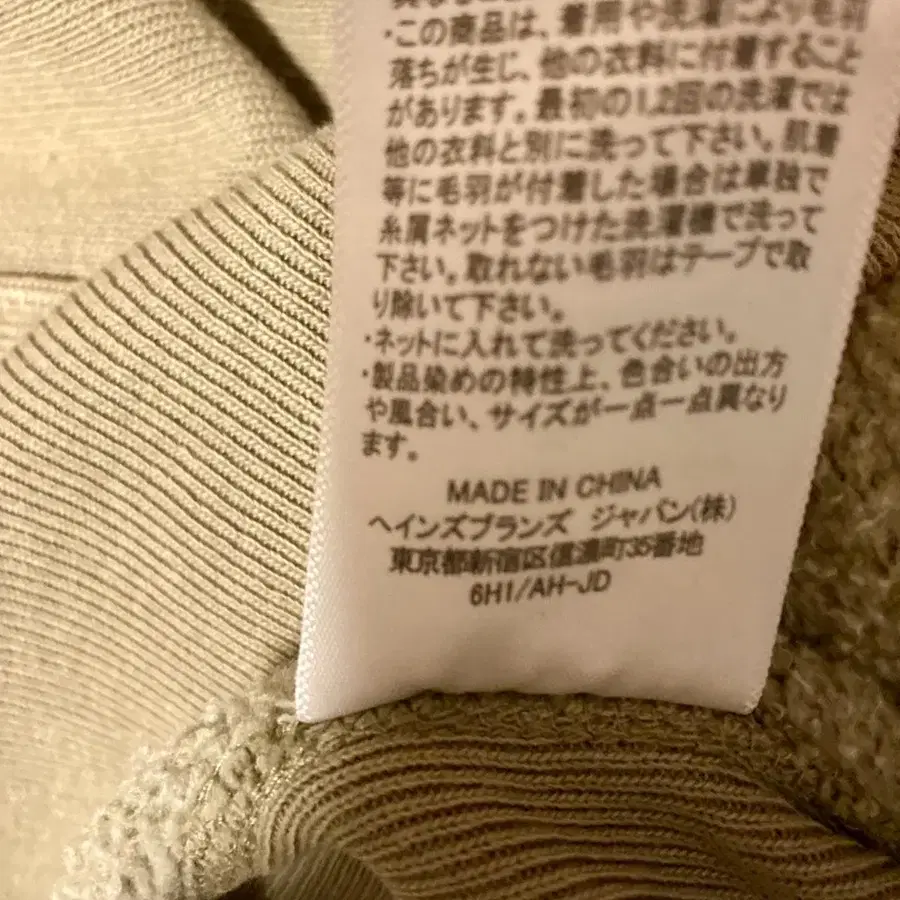 異なる
・この商品は、着用や洗濯により毛羽
落ちが生じ、他の衣料に付着すること
があります。最初の1,2回の洗濯では
他の衣料と別に洗って下さい。肌着
等に毛羽が付着した場合は単独で
糸屑ネットをつけた洗濯機で洗って
下さい。取れない毛羽はテープで取
り除いて下さい。
・ネットに入れて洗ってください。
・製品染めの特性上、色合いの出方
や風合い、サイズが一点一点異なり
ます。
MADE IN CHINA
ヘインズブランズ ジャパン(株)
東京都新宿区信濃町35番地
6H1/AH-JD